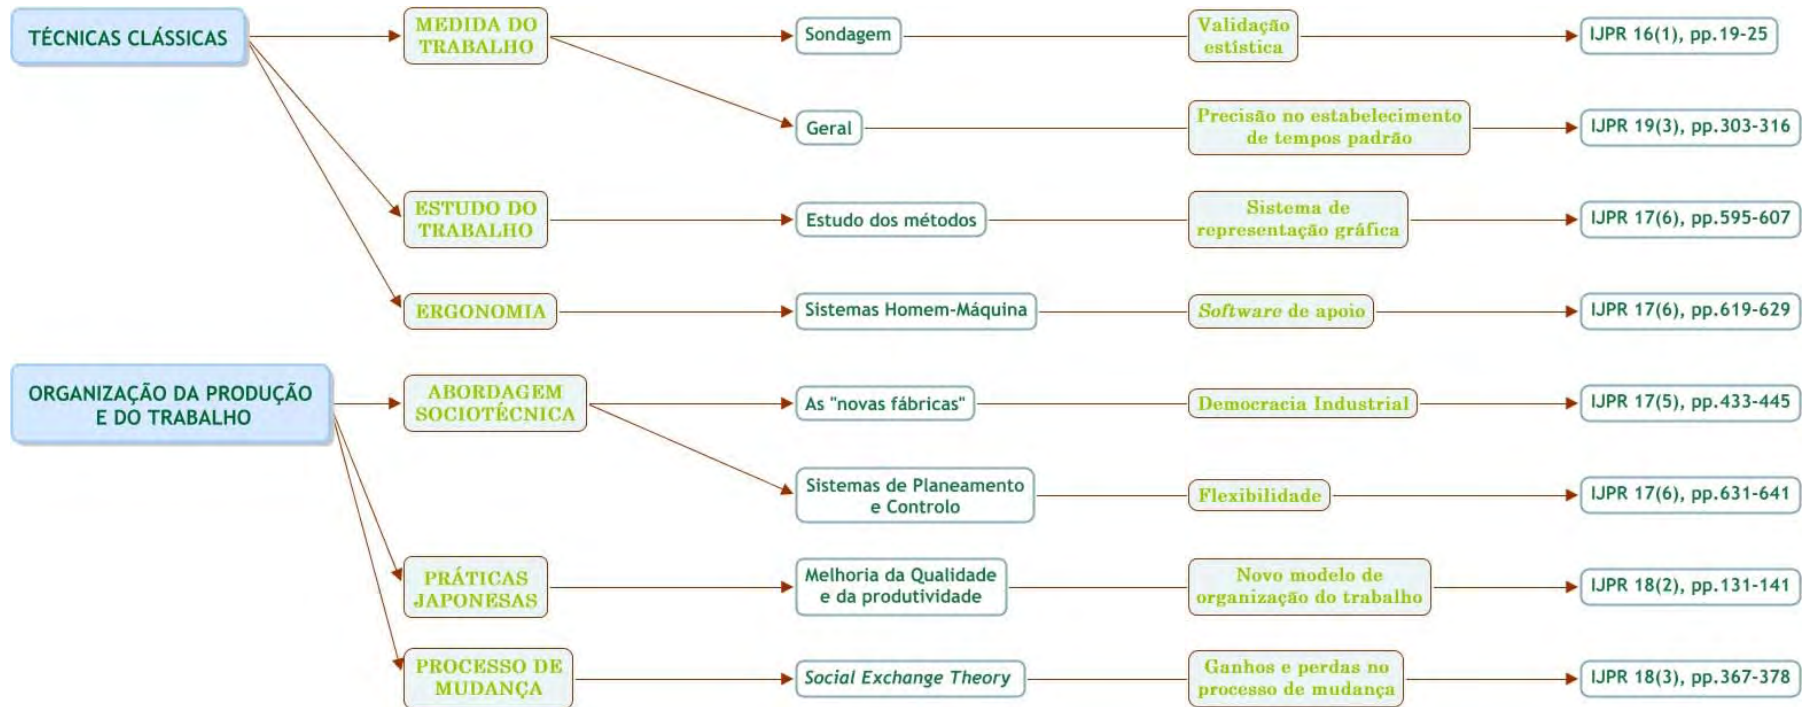 TÉCNICAS CLÁSSICAS
MEDIDA DO
TRABALHO
Sondagem
Validação
estística
IJPR 16(1), pp.19-25
Geral
Precisão no estabelecimento
de tempos padrão
IJPR 19(3), pp.303-316
ESTUDO DO
TRABALHO
Estudo dos métodos
Sistema de
representação gráfica
IJPR 17(6), pp.595-607
ERGONOMIA
Sistemas Homem-Máquina
Software de apoio
IJPR 17(6), pp.619-629
ORGANIZAÇÃO DA PRODUÇÃO
E DO TRABALHO
ABORDAGEM
SOCIOTÉCNICA
As "novas fábricas"
Democracia Industrial
IJPR 17(5), pp.433-445
Sistemas de Planeamento
e Controlo
Flexibilidade
IJPR 17(6), pp.631-641
PRÁTICAS
JAPONESAS
Melhoria da Qualidade
e da produtividade
Novo modelo de
organização do trabalho
IJPR 18(2), pp.131-141
PROCESSO DE
MUDANÇA
Social Exchange Theory
Ganhos e perdas no
processo de mudança
IJPR 18(3), pp.367-378